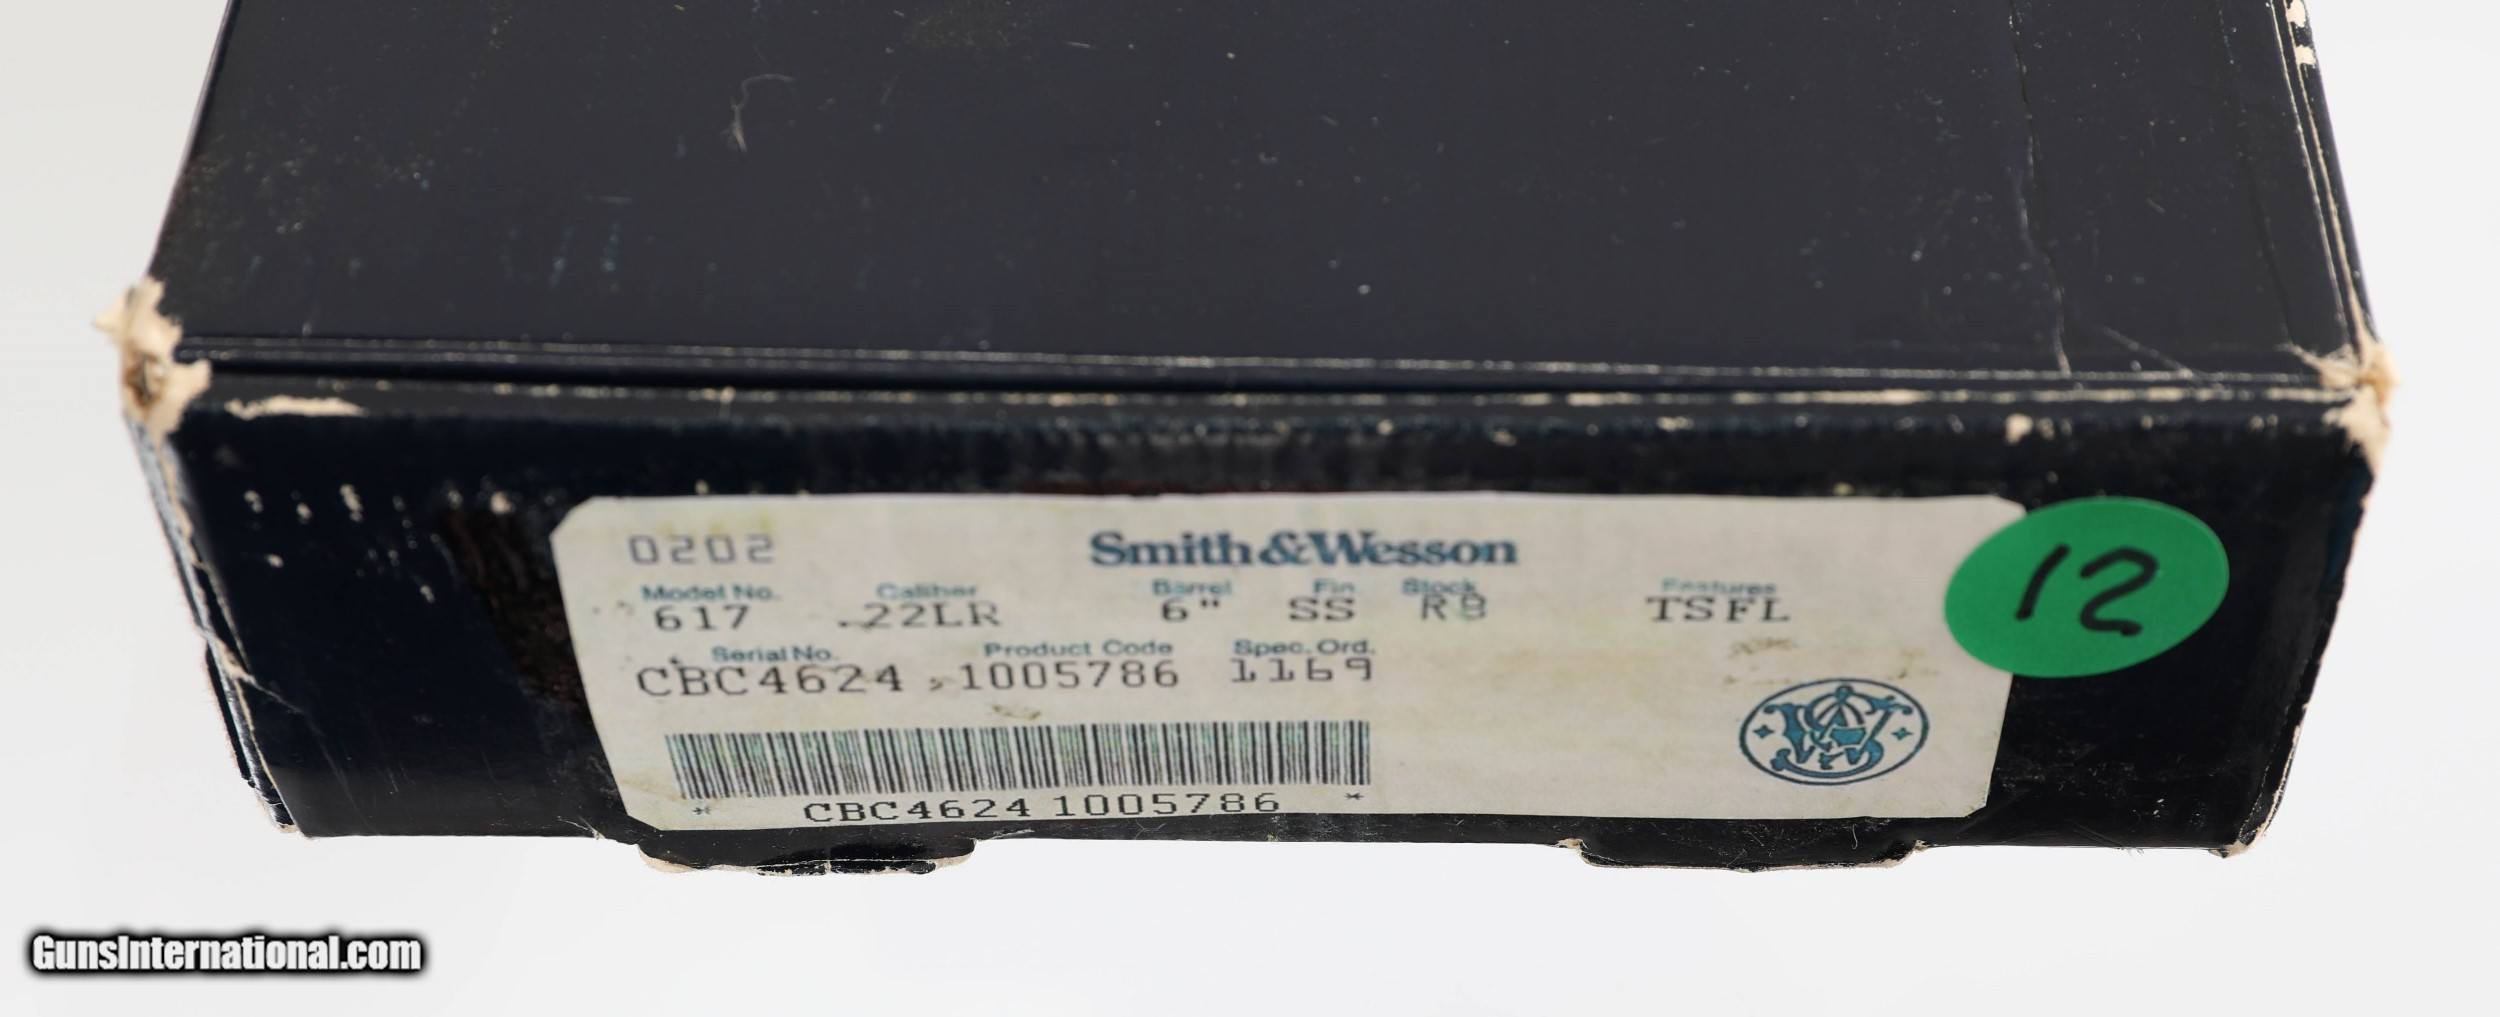 0202
Smith & Wesson
12
Model No. Caliber Barrel Fin Stock Features
617 .22LR 6" SS RB TSFL
Serial No. Product Code Spec. Ord.
CBC4624 1005786 1169
* CBC4624 1005786 *
GunsInternational.com